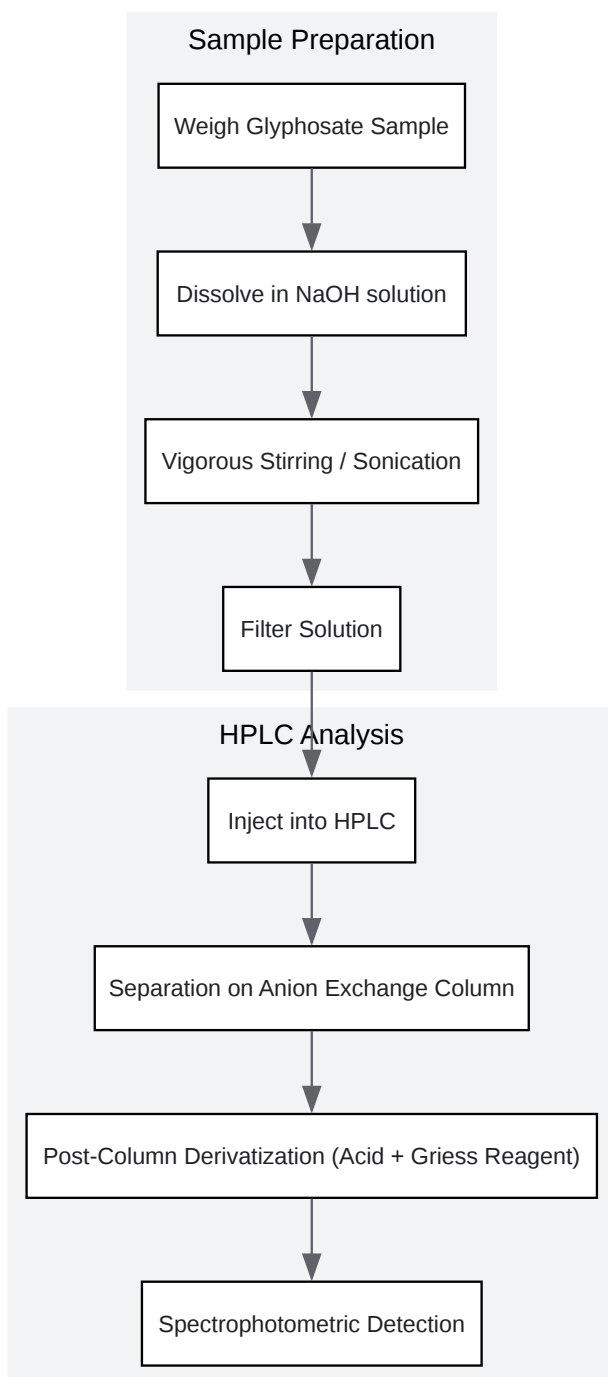 Sample Preparation
Weigh Glyphosate Sample
Dissolve in NaOH solution
Vigorous Stirring / Sonication
Filter Solution
HPLC Analysis
Inject into HPLC
Separation on Anion Exchange Column
Post-Column Derivatization (Acid + Griess Reagent)
Spectrophotometric Detection